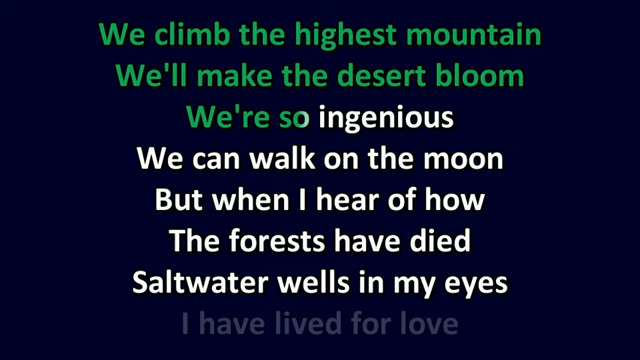 We climb the highest mountain
We'll make the desert bloom
We're so ingenious
We can walk on the moon
But when I hear of how
The forests have died
Saltwater wells in my eyes
I have lived for love